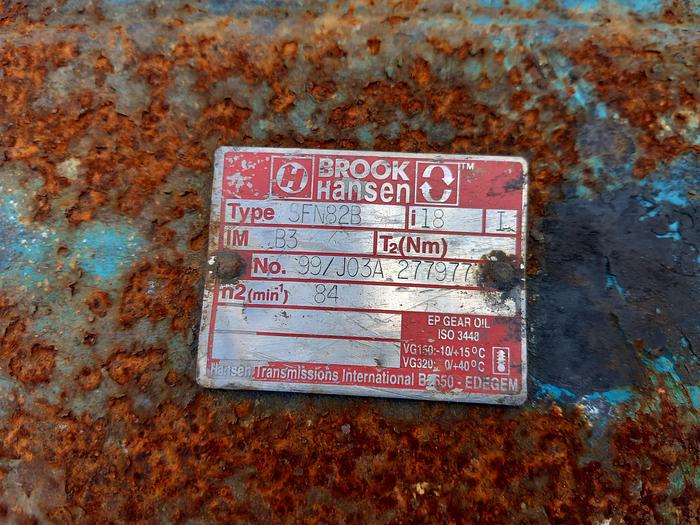 H BROOK Hansen ™
Type SFN82B i 18 I
IM B3 T2(Nm)
No. 99/J03A 277977
n2(min-1) 84
EP GEAR OIL
ISO 3448
VG150:-10/+15°C
VG320: 0/+40°C
Hansen Transmissions International B-2650 - EDEGEM